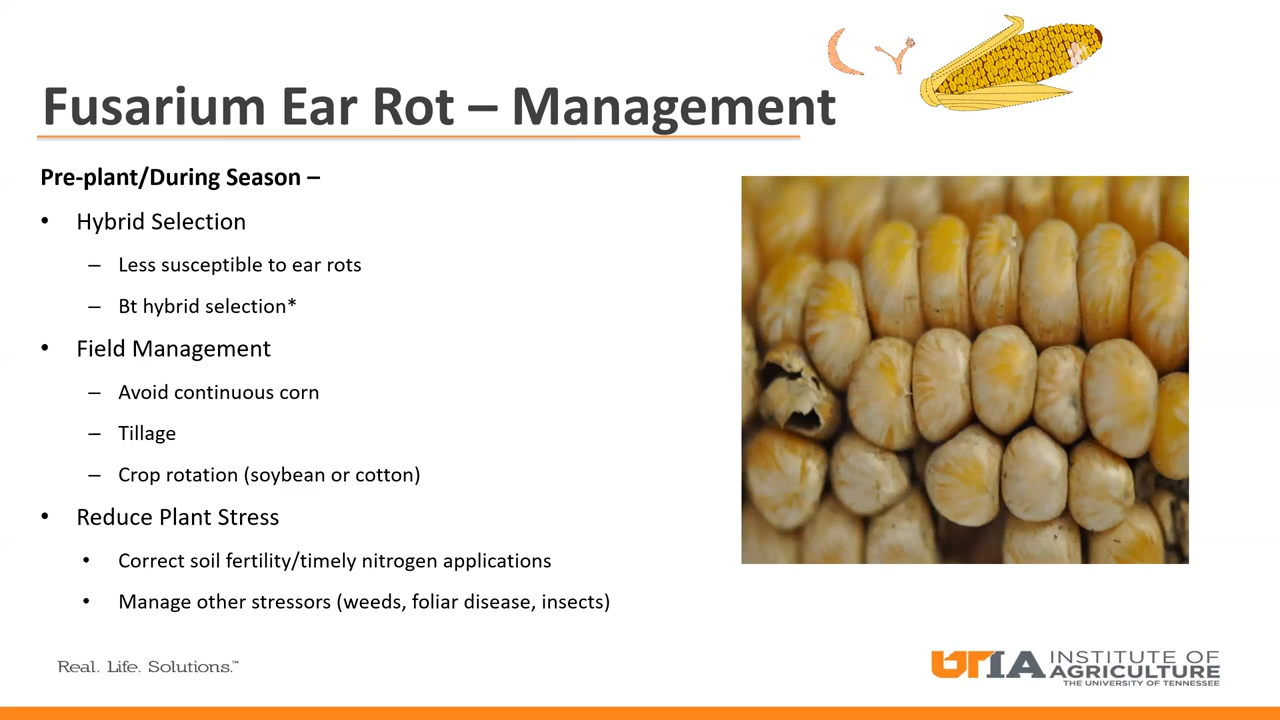 Fusarium Ear Rot – Management
Pre-plant/During Season –
• Hybrid Selection
– Less susceptible to ear rots
– Bt hybrid selection*
• Field Management
– Avoid continuous corn
– Tillage
– Crop rotation (soybean or cotton)
• Reduce Plant Stress
• Correct soil fertility/timely nitrogen applications
• Manage other stressors (weeds, foliar disease, insects)
Real. Life. Solutions.™
UTIA INSTITUTE OF
AGRICULTURE
THE UNIVERSITY OF TENNESSEE